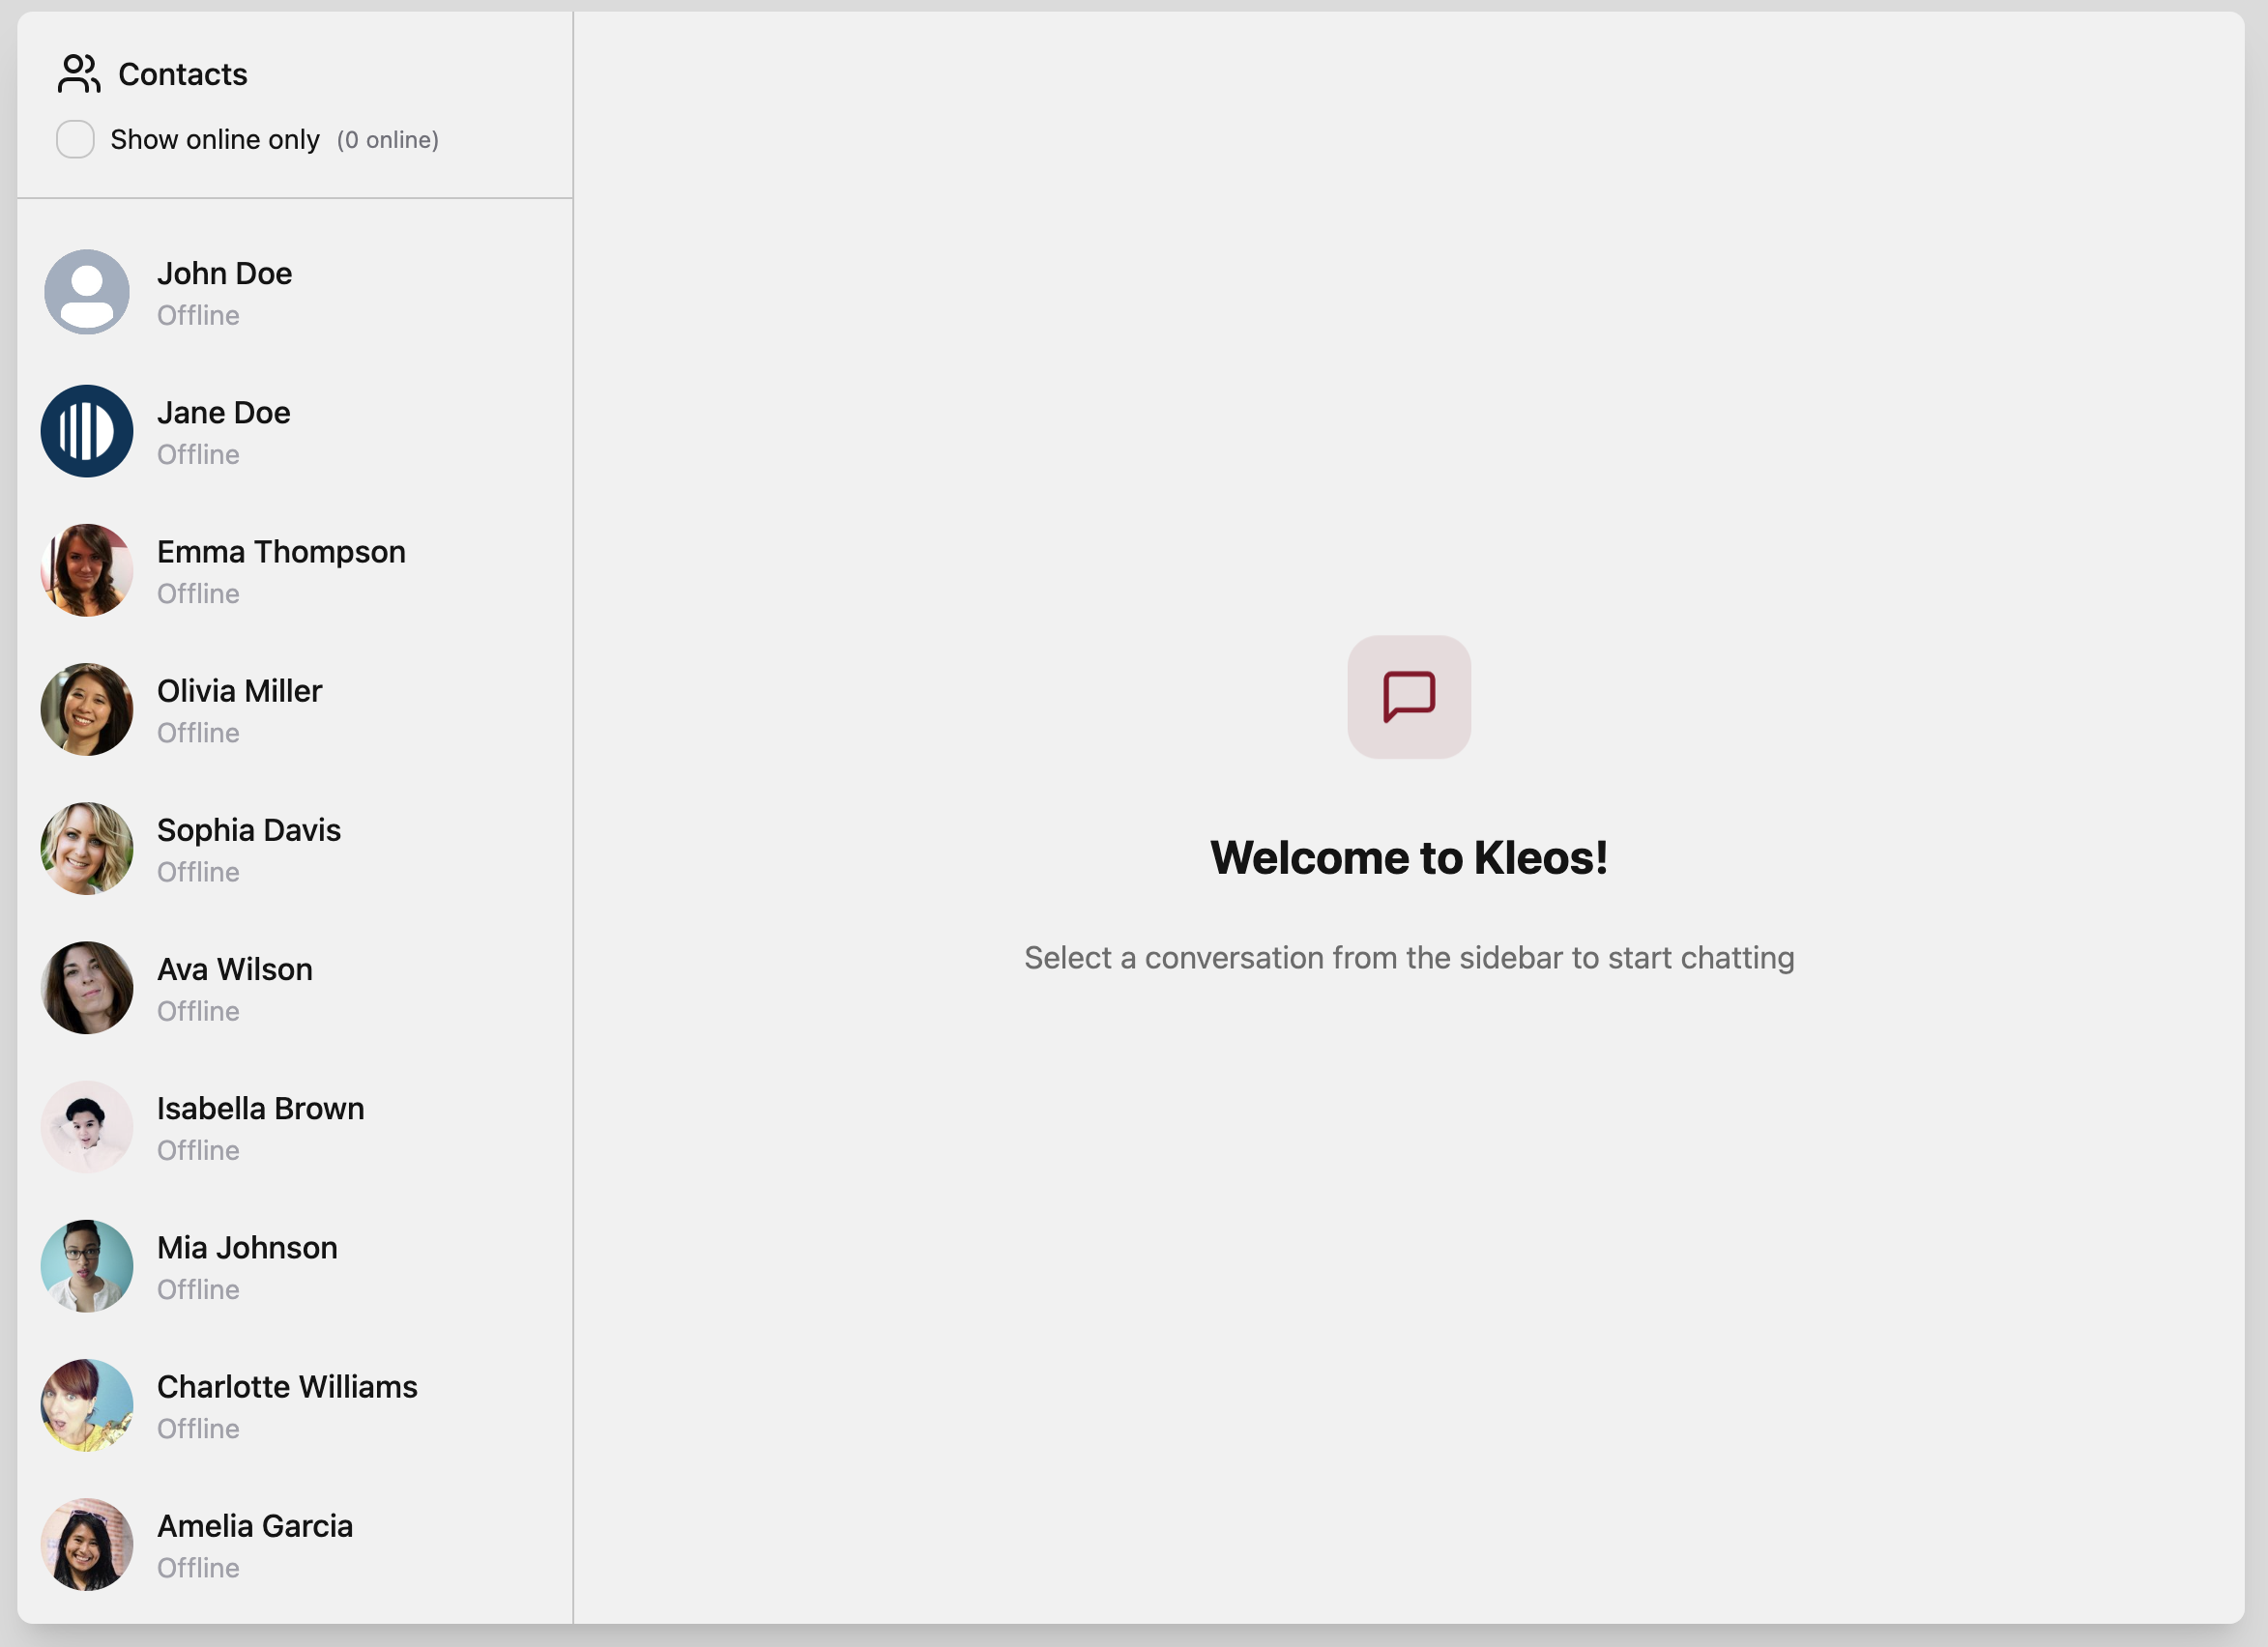 Contacts
Show online only (0 online)
John Doe
Offline
Jane Doe
Offline
Emma Thompson
Offline
Olivia Miller
Offline
Sophia Davis
Offline
Ava Wilson
Offline
Isabella Brown
Offline
Mia Johnson
Offline
Charlotte Williams
Offline
Amelia Garcia
Offline
Welcome to Kleos!
Select a conversation from the sidebar to start chatting